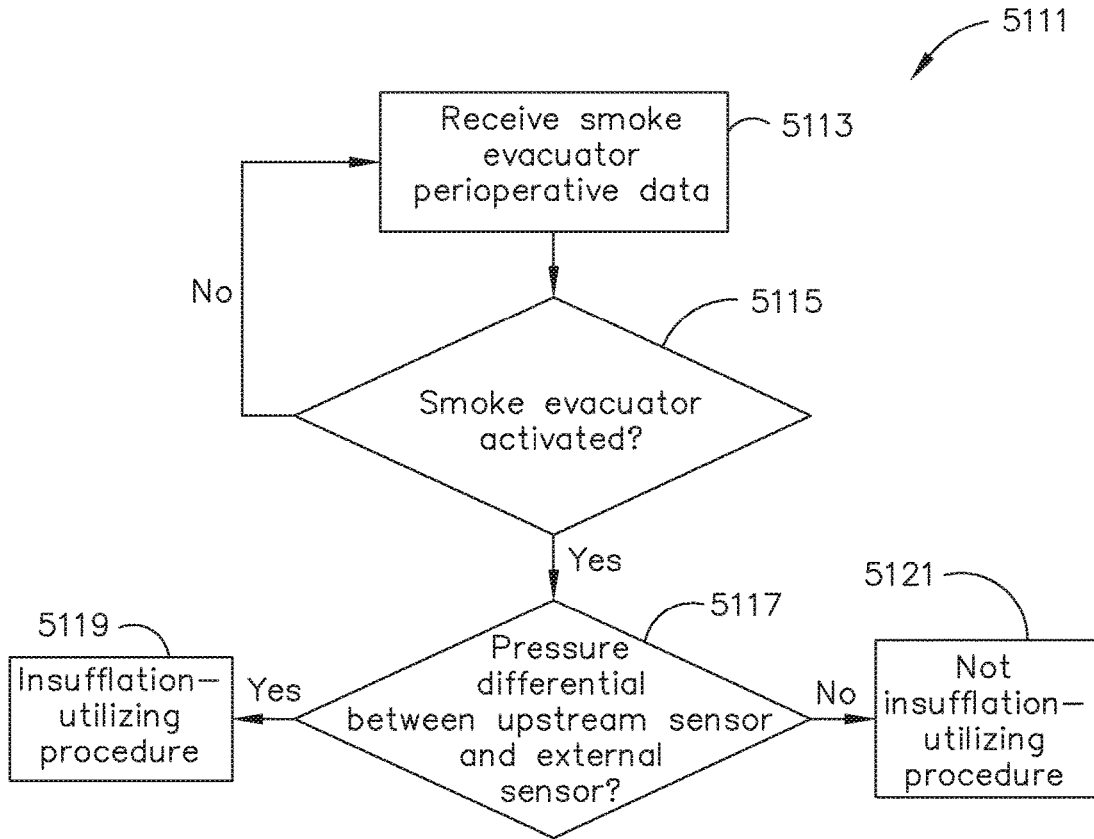 5111
Receive smoke
evacuator
perioperative data
5113
No
5115
Smoke evacuator
activated?
Yes
5117
Pressure
differential
between upstream sensor
and external
sensor?
5119
Insufflation-
utilizing
procedure
Yes
No
5121
Not
insufflation-
utilizing
procedure